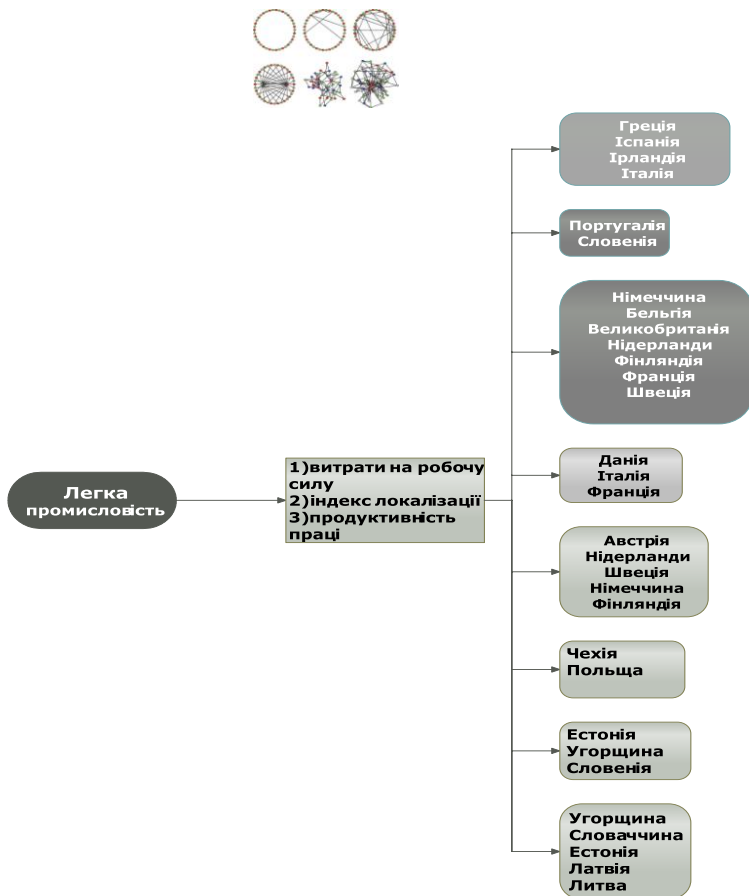 Легка
промисловість
1)витрати на робочу
силу
2)індекс локалізації
3)продуктивність
праці
Греція
Іспанія
Ірландія
Італія
Португалія
Словенія
Німеччина
Бельгія
Великобританія
Нідерланди
Фінляндія
Франція
Швеція
Данія
Італія
Франція
Австрія
Нідерланди
Швеція
Німеччина
Фінляндія
Чехія
Польща
Естонія
Угорщина
Словенія
Угорщина
Словаччина
Естонія
Латвія
Литва